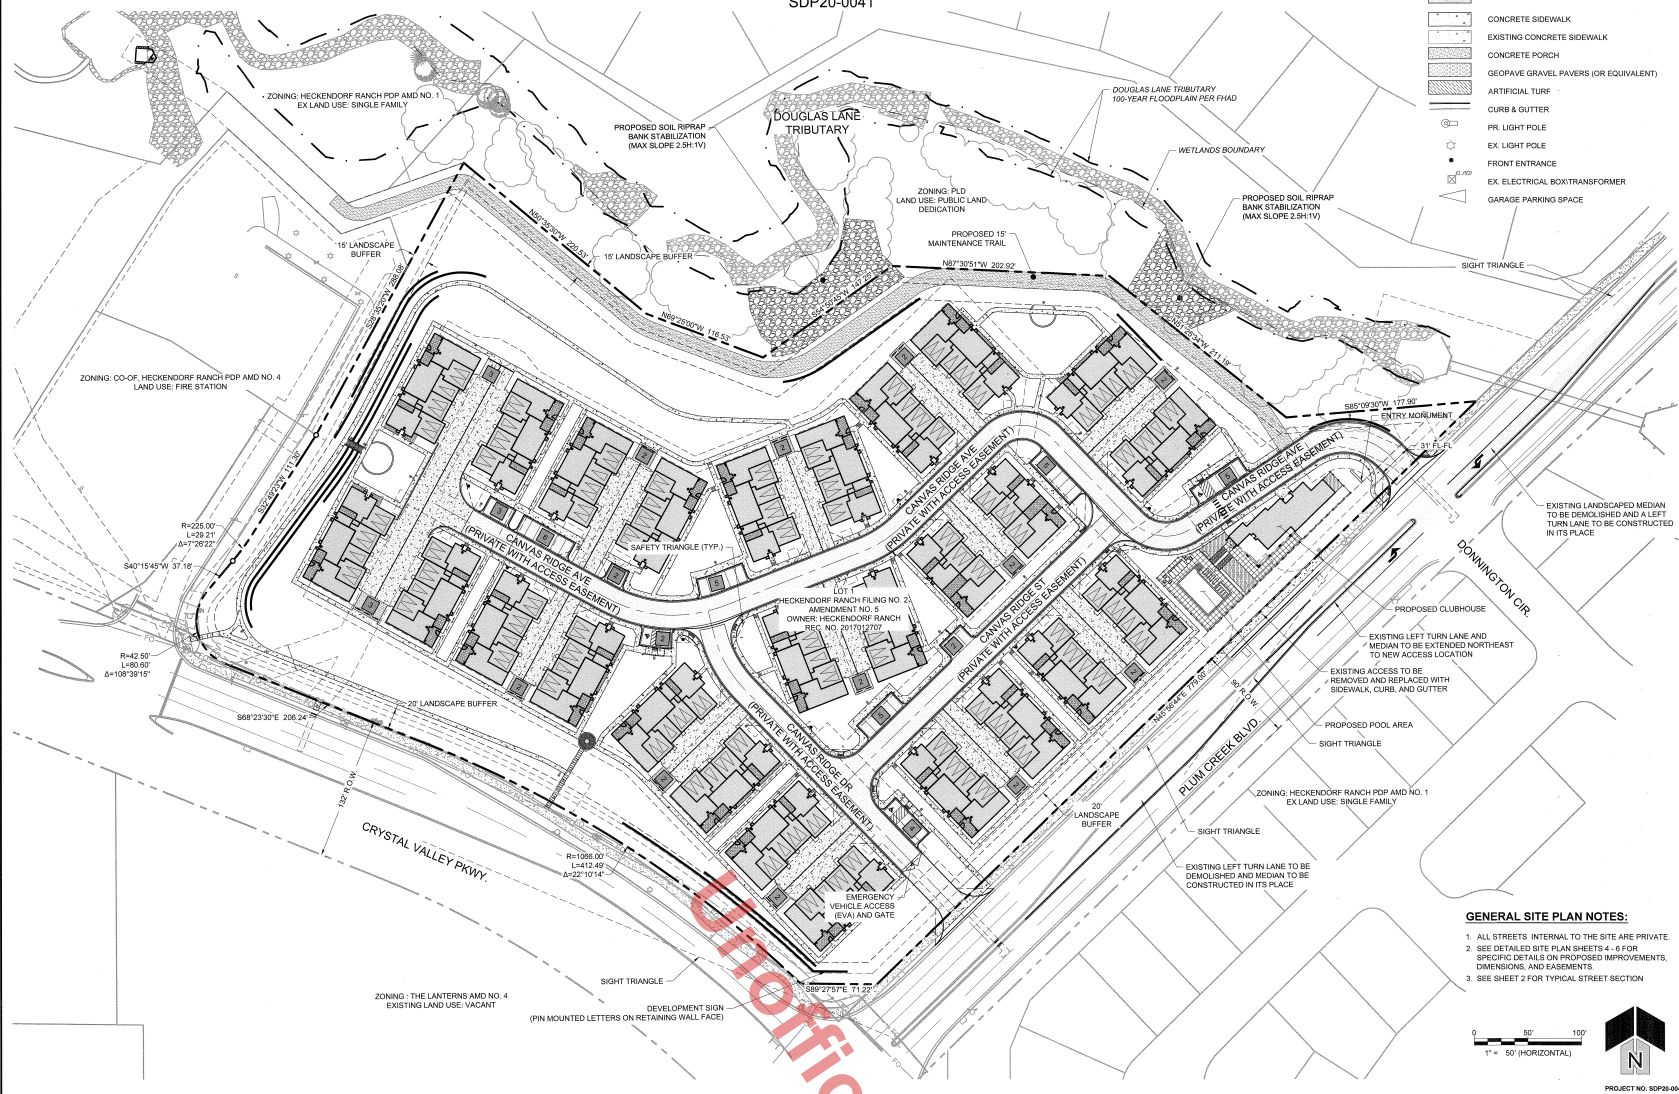 SDP20-0041
CONCRETE SIDEWALK
EXISTING CONCRETE SIDEWALK
CONCRETE PORCH
GEOPAVE GRAVEL PAVERS (OR EQUIVALENT)
ARTIFICIAL TURF
CURB & GUTTER
PR. LIGHT POLE
EX. LIGHT POLE
FRONT ENTRANCE
EX. ELECTRICAL BOX\TRANSFORMER
GARAGE PARKING SPACE
ZONING: HECKENDORF RANCH PDP AMD NO. 1
EX LAND USE: SINGLE FAMILY
PROPOSED SOIL RIPRAP
BANK STABILIZATION
(MAX SLOPE 2.5H:1V)
DOUGLAS LANE
TRIBUTARY
DOUGLAS LANE TRIBUTARY
100-YEAR FLOODPLAIN PER FHAD
WETLANDS BOUNDARY
ZONING: PLD
LAND USE: PUBLIC LAND
DEDICATION
PROPOSED SOIL RIPRAP
BANK STABILIZATION
(MAX SLOPE 2.5H:1V)
PROPOSED 15'
MAINTENANCE TRAIL
SIGHT TRIANGLE
15' LANDSCAPE
BUFFER
15' LANDSCAPE BUFFER
N50°35'30"W 220.53'
N69°25'00"W 116.53'
N87°30'51"W 202.92'
S85°09'30"W 177.90'
ENTRY MONUMENT
31' FL-FL
ZONING: CO-OF, HECKENDORF RANCH PDP AMD NO. 4
LAND USE: FIRE STATION
R=225.00'
L=29.21'
Δ=7°26'22"
S40°15'45"W 37.18'
R=42.50'
L=80.60'
Δ=108°39'15"
CANVAS RIDGE AVE
(PRIVATE WITH ACCESS EASEMENT)
CANVAS RIDGE AVE
(PRIVATE WITH ACCESS EASEMENT)
CANVAS RIDGE AVE
(PRIVATE WITH ACCESS EASEMENT)
SAFETY TRIANGLE (TYP.)
LOT 1
HECKENDORF RANCH FILING NO. 2
AMENDMENT NO. 5
OWNER: HECKENDORF RANCH
REC. NO. 2017012707
CANVAS RIDGE ST
(PRIVATE WITH ACCESS EASEMENT)
CANVAS RIDGE DR
(PRIVATE WITH ACCESS EASEMENT)
EXISTING LANDSCAPED MEDIAN
TO BE DEMOLISHED AND A LEFT
TURN LANE TO BE CONSTRUCTED
IN ITS PLACE
DONNINGTON CIR.
PROPOSED CLUBHOUSE
EXISTING LEFT TURN LANE AND
MEDIAN TO BE EXTENDED NORTHEAST
TO NEW ACCESS LOCATION
EXISTING ACCESS TO BE
REMOVED AND REPLACED WITH
SIDEWALK, CURB, AND GUTTER
90' R.O.W.
PROPOSED POOL AREA
SIGHT TRIANGLE
PLUM CREEK BLVD.
ZONING: HECKENDORF RANCH PDP AMD NO. 1
EX LAND USE: SINGLE FAMILY
20'
LANDSCAPE
BUFFER
SIGHT TRIANGLE
EXISTING LEFT TURN LANE TO BE
DEMOLISHED AND MEDIAN TO BE
CONSTRUCTED IN ITS PLACE
S68°23'30"E 206.24'
20' LANDSCAPE BUFFER
132' R.O.W.
CRYSTAL VALLEY PKWY.
R=1066.00'
L=412.49'
Δ=22°10'14"
EMERGENCY
VEHICLE ACCESS
(EVA) AND GATE
SIGHT TRIANGLE
S89°27'57"E 71.22'
DEVELOPMENT SIGN
(PIN MOUNTED LETTERS ON RETAINING WALL FACE)
ZONING : THE LANTERNS AMD NO. 4
EXISTING LAND USE: VACANT
Unoffic
GENERAL SITE PLAN NOTES:
1. ALL STREETS INTERNAL TO THE SITE ARE PRIVATE.
2. SEE DETAILED SITE PLAN SHEETS 4 - 6 FOR
SPECIFIC DETAILS ON PROPOSED IMPROVEMENTS,
DIMENSIONS, AND EASEMENTS.
3. SEE SHEET 2 FOR TYPICAL STREET SECTION
0 50' 100'
1" = 50' (HORIZONTAL)
N
PROJECT NO. SDP20-004